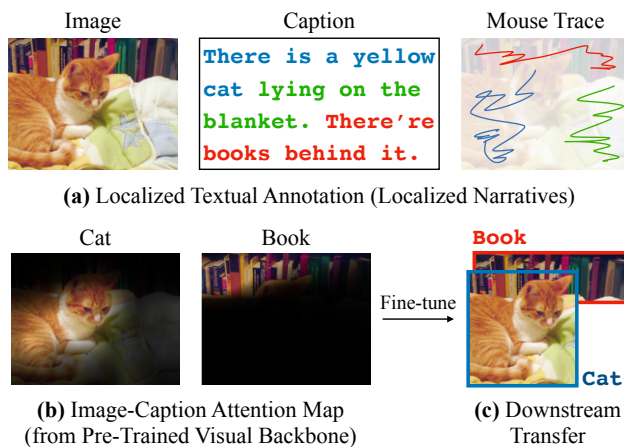 Image
Caption
Mouse Trace
There is a yellow
cat lying on the
blanket. There're
books behind it.
(a) Localized Textual Annotation (Localized Narratives)
Cat
Book
Book
Fine-tune
Cat
(b) Image-Caption Attention Map
(from Pre-Trained Visual Backbone)
(c) Downstream
Transfer